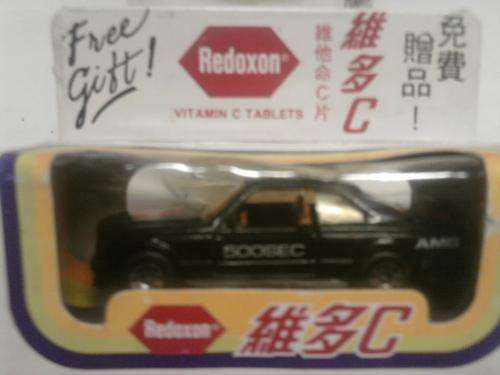 Free
Gift!
Redoxon®
VITAMIN C TABLETS
維他命C片
維多C
免費
贈品！
500SEC
AMG
Redoxon®
維多C